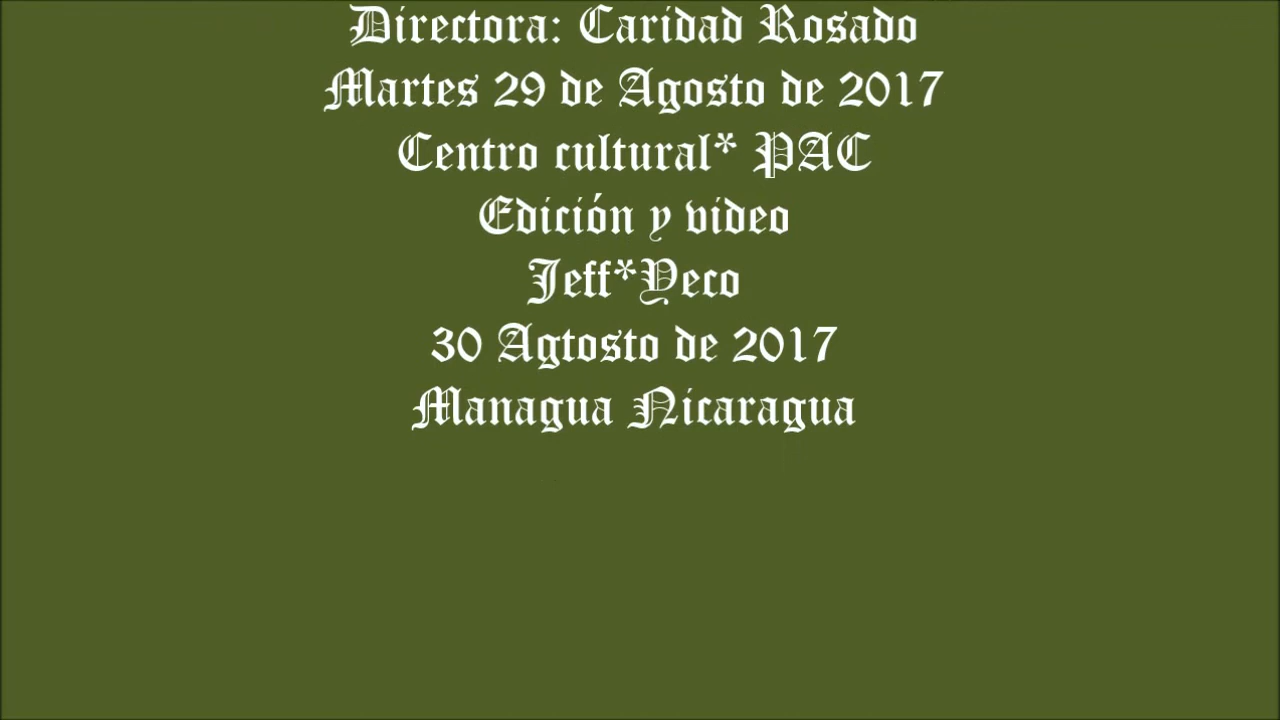 Directora: Caridad Rosado
Martes 29 de Agosto de 2017
Centro cultural* PAC
Edición y video
Jeff*Yeco
30 Agtosto de 2017
Managua Nicaragua